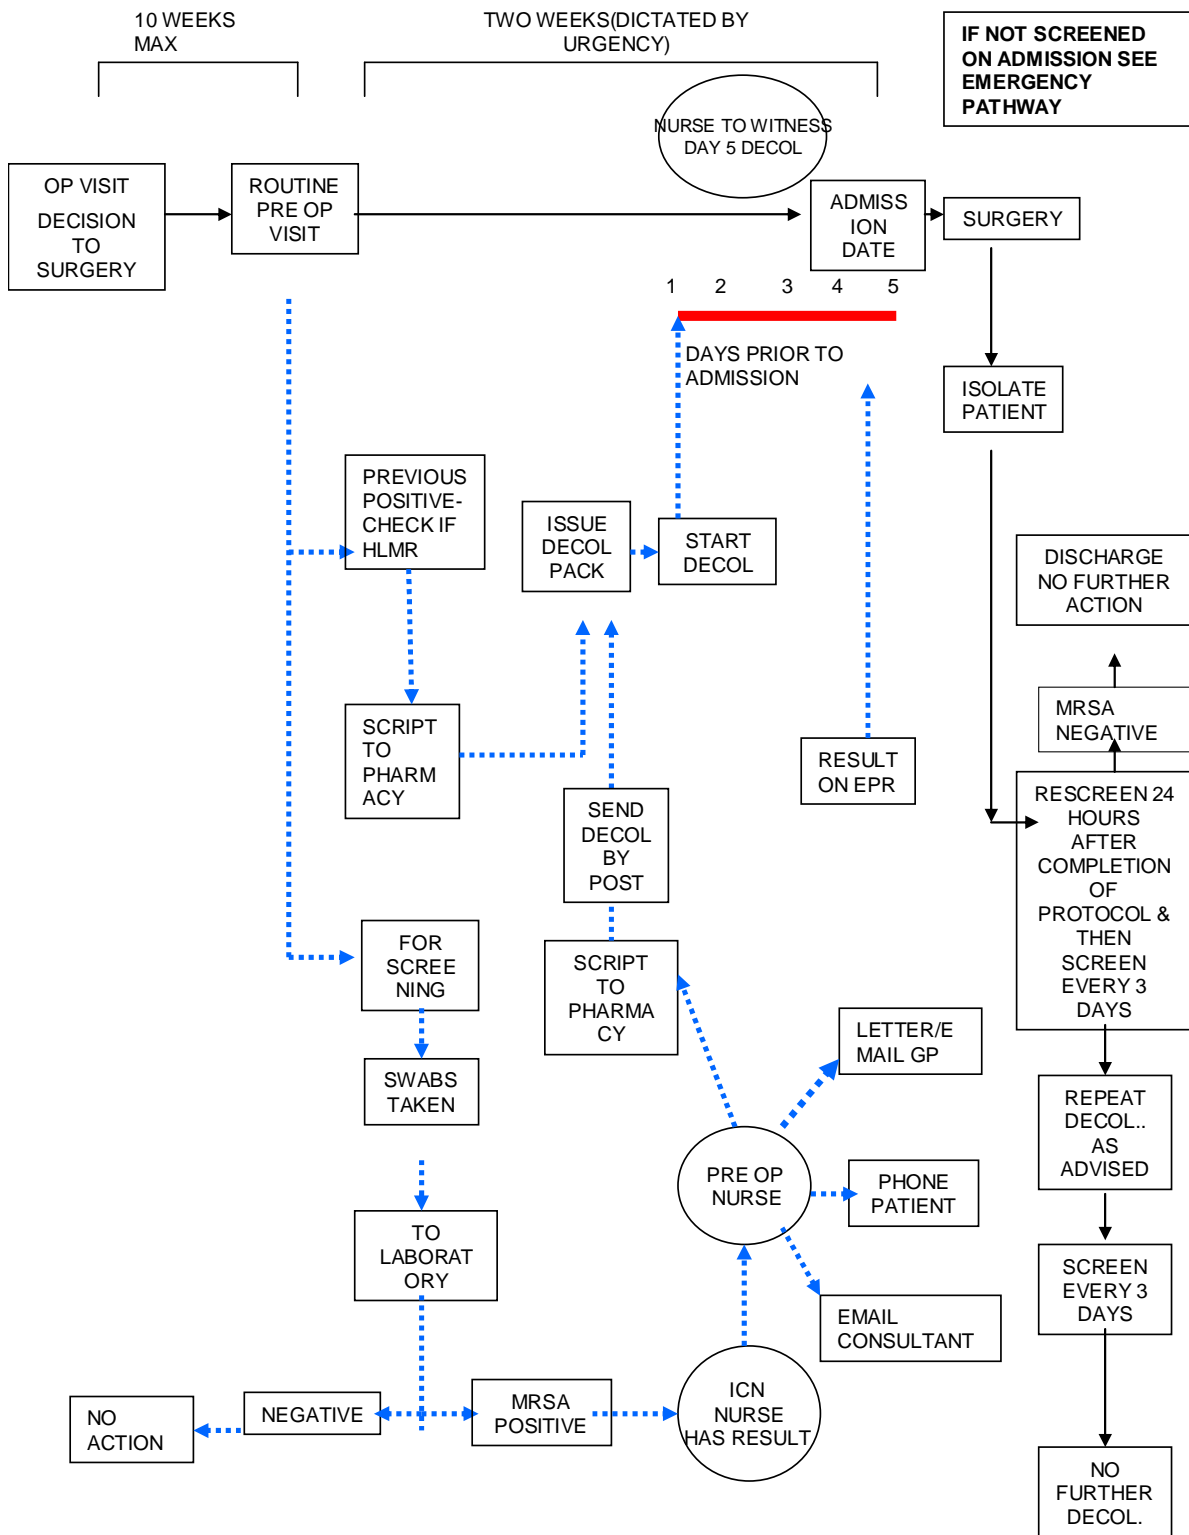 10 WEEKS
MAX
TWO WEEKS(DICTATED BY
URGENCY)
IF NOT SCREENED
ON ADMISSION SEE
EMERGENCY
PATHWAY
NURSE TO WITNESS
DAY 5 DECOL
OP VISIT
DECISION
TO
SURGERY
ROUTINE
PRE OP
VISIT
ADMISS
ION
DATE
SURGERY
1 2 3 4 5
DAYS PRIOR TO
ADMISSION
ISOLATE
PATIENT
PREVIOUS
POSITIVE-
CHECK IF
HLMR
ISSUE
DECOL
PACK
START
DECOL
DISCHARGE
NO FURTHER
ACTION
MRSA
NEGATIVE
SCRIPT
TO
PHARM
ACY
RESULT
ON EPR
SEND
DECOL
BY
POST
RESCREEN 24
HOURS
AFTER
COMPLETION
OF
PROTOCOL &
THEN
SCREEN
EVERY 3
DAYS
FOR
SCREE
NING
SCRIPT
TO
PHARMA
CY
LETTER/E
MAIL GP
SWABS
TAKEN
REPEAT
DECOL..
AS
ADVISED
PRE OP
NURSE
PHONE
PATIENT
TO
LABORAT
ORY
SCREEN
EVERY 3
DAYS
EMAIL
CONSULTANT
NO
ACTION
NEGATIVE
MRSA
POSITIVE
ICN
NURSE
HAS RESULT
NO
FURTHER
DECOL.